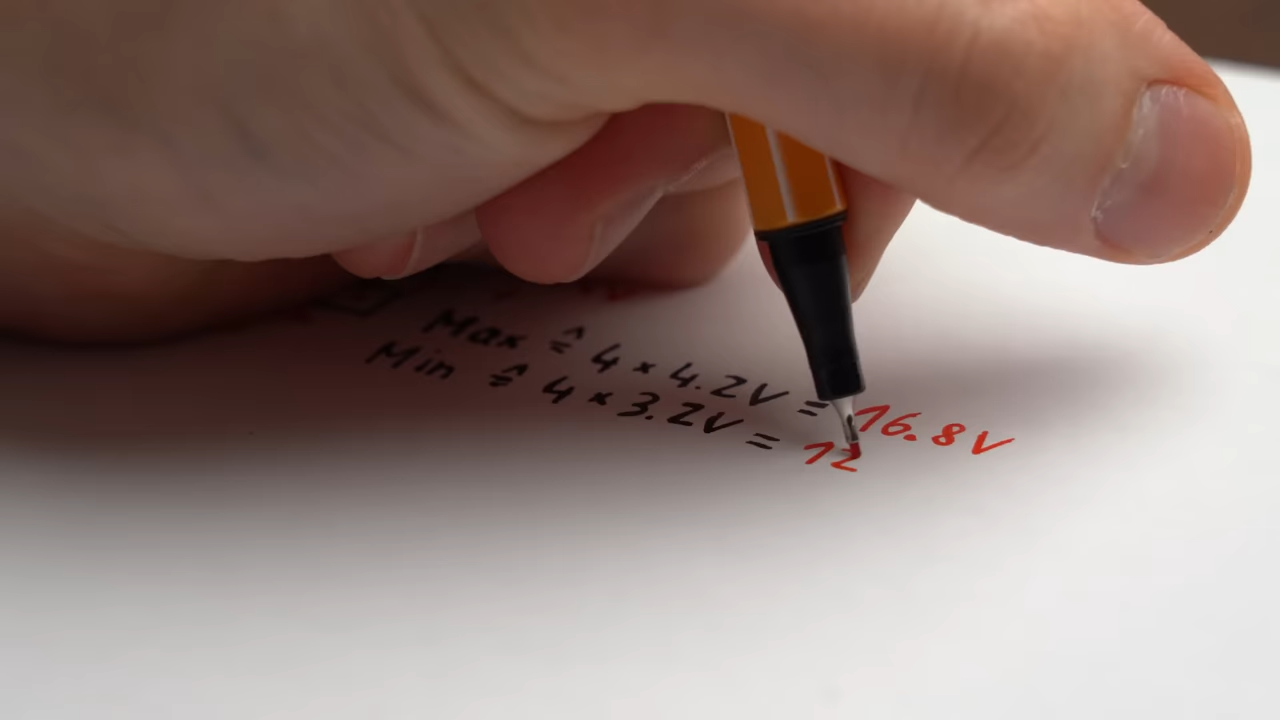 Max ≙ 4 × 4.2V = 16.8V
Min ≙ 4 × 3.2V = 12